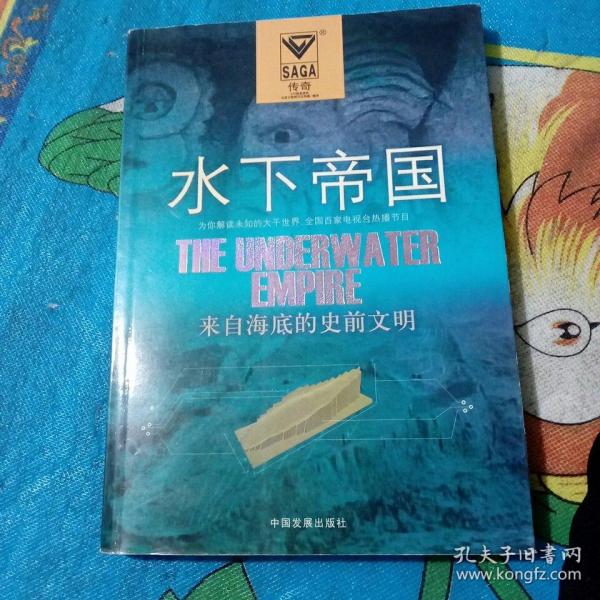 SAGA
®
传奇
水下帝国
为你解读未知的大千世界 全国百家电视台热播节目
THE UNDERWATER
EMPIRE
来自海底的史前文明
中国发展出版社
孔夫子旧书网
www.kongfz.com